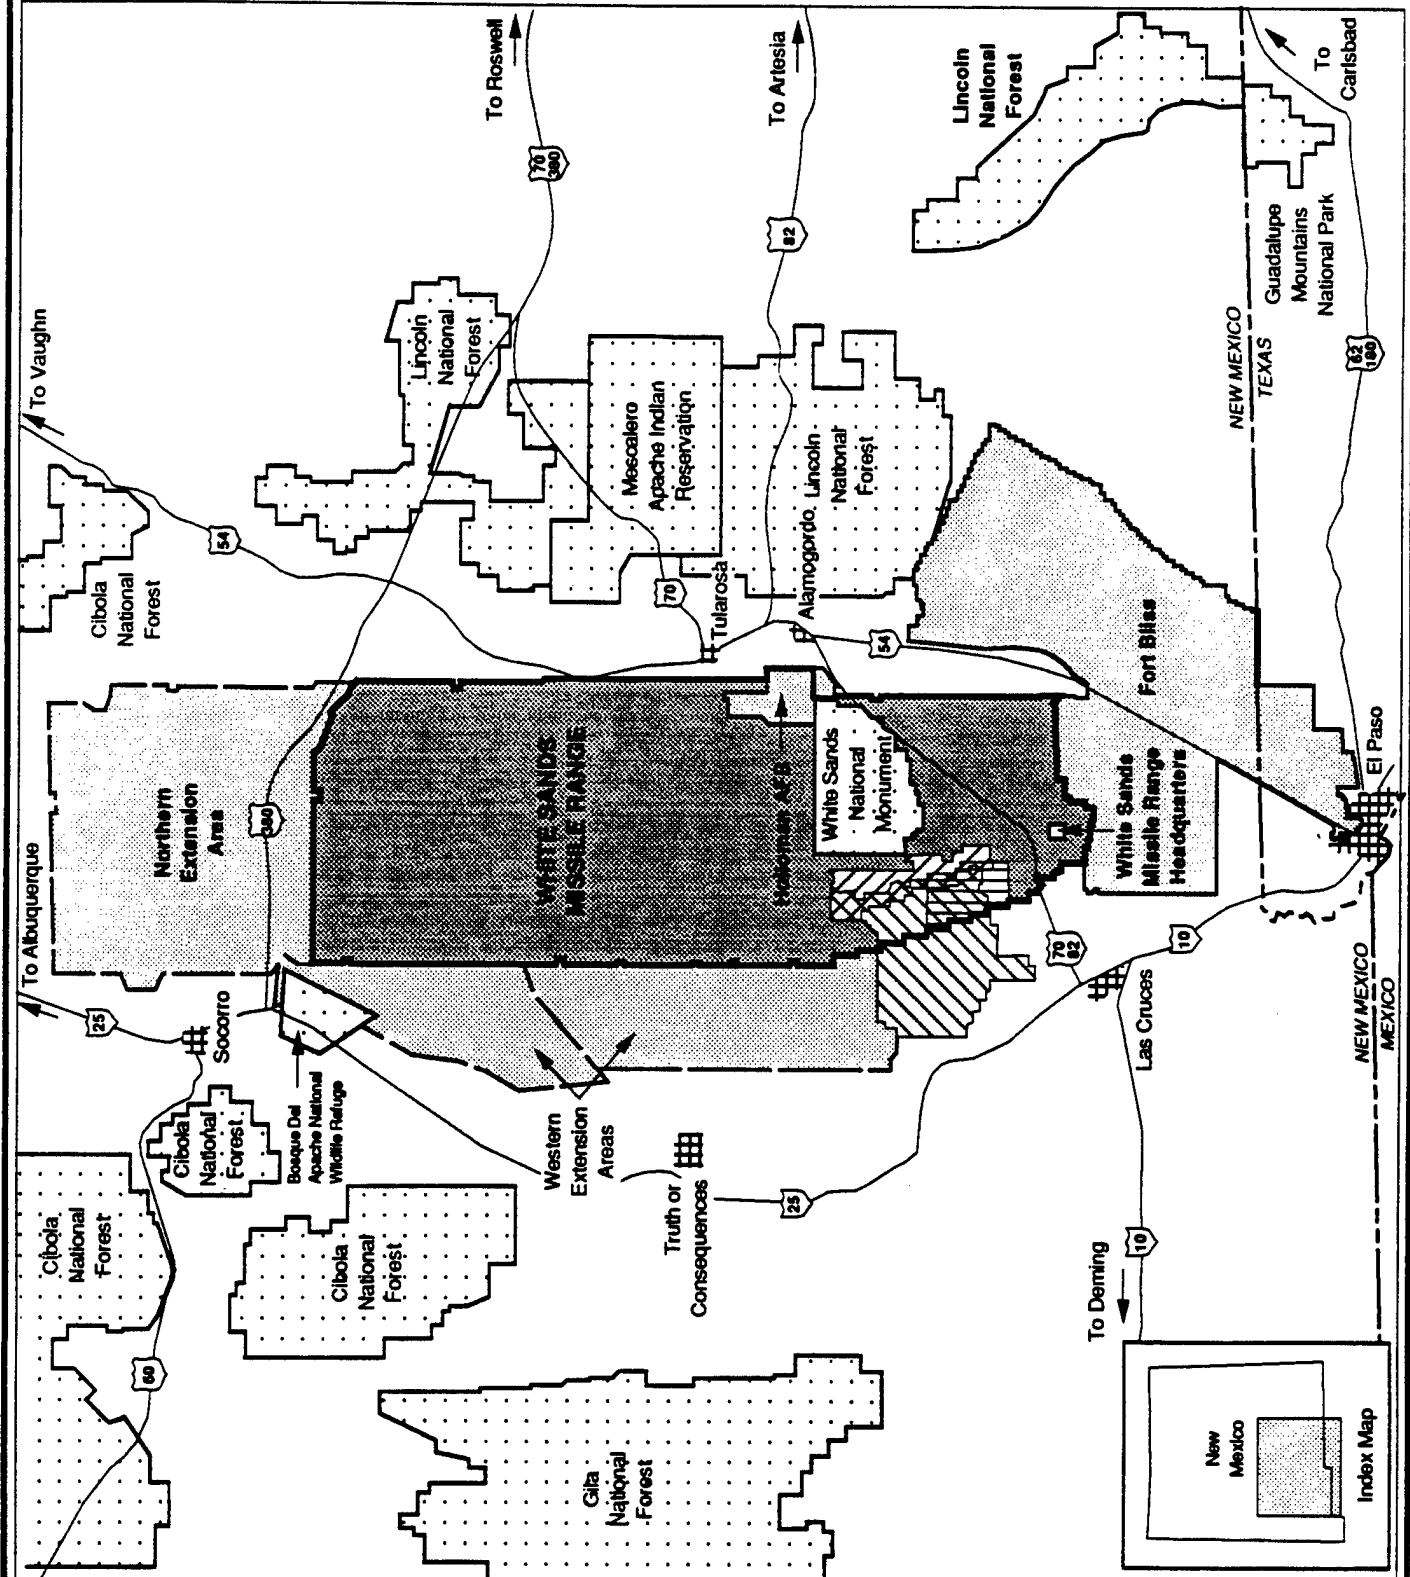 To Roswell
To Artesia
To
Carlsbad
Lincoln
National
Forest
70
380
82
Guadalupe
Mountains
National Park
To Vaughn
Lincoln
National
Forest
NEW MEXICO
TEXAS
62
180
Mescalero
Apache Indian
Reservation
Lincoln
National
Forest
54
Cibola
National
Forest
70
Tularosa
Alamogordo
54
Fort Bliss
Northern
Extension
Area
380
WHITE SANDS
MISSILE RANGE
Holloman AFB
White Sands
National
Monument
White Sands
Missile Range
Headquarters
El Paso
To Albuquerque
25
Socorro
70
82
10
Las Cruces
NEW MEXICO
MEXICO
Cibola
National
Forest
Bosque Del
Apache National
Wildlife Refuge
Western
Extension
Areas
Truth or
Consequences
25
Cibola
National
Forest
Cibola
National
Forest
60
To Deming
10
Gila
National
Forest
New
Mexico
Index Map